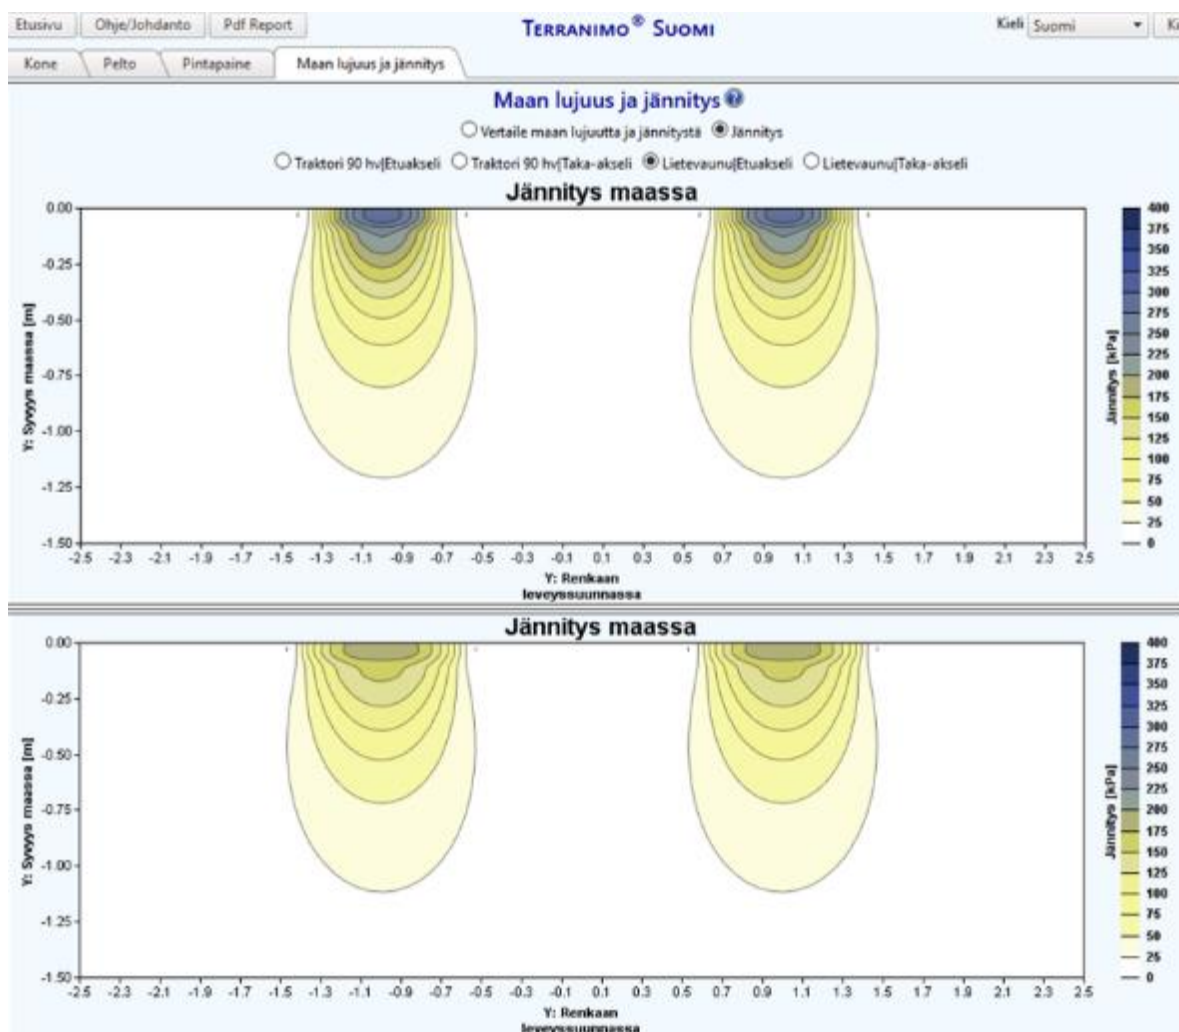 Etusivu Ohje/Johdanto Pdf Report TERRANIMO® SUOMI Kieli Suomi
Kone Pelto Pintapaine Maan lujuus ja jännitys
Maan lujuus ja jännitys
Vertaile maan lujuutta ja jännitystä Jännitys
Traktori 90 hv|Etuakseli Traktori 90 hv|Taka-akseli Lietevaunu|Etuakseli Lietevaunu|Taka-akseli
Jännitys maassa
0.00
-0.25
-0.50
-0.75
-1.00
-1.25
-1.50
Y: Syvyys maassa [m]
-2.5 -2.3 -2.1 -1.9 -1.7 -1.5 -1.3 -1.1 -0.9 -0.7 -0.5 -0.3 -0.1 0.1 0.3 0.5 0.7 0.9 1.1 1.3 1.5 1.7 1.9 2.1 2.3 2.5
Y: Renkaan
leveyssuunnassa
Jännitys [kPa]
400
375
350
325
300
275
250
225
200
175
150
125
100
75
50
25
0
Jännitys maassa
0.00
-0.25
-0.50
-0.75
-1.00
-1.25
-1.50
Y: Syvyys maassa [m]
-2.5 -2.3 -2.1 -1.9 -1.7 -1.5 -1.3 -1.1 -0.9 -0.7 -0.5 -0.3 -0.1 0.1 0.3 0.5 0.7 0.9 1.1 1.3 1.5 1.7 1.9 2.1 2.3 2.5
Y: Renkaan
leveyssuunnassa
Jännitys [kPa]
400
375
350
325
300
275
250
225
200
175
150
125
100
75
50
25
0